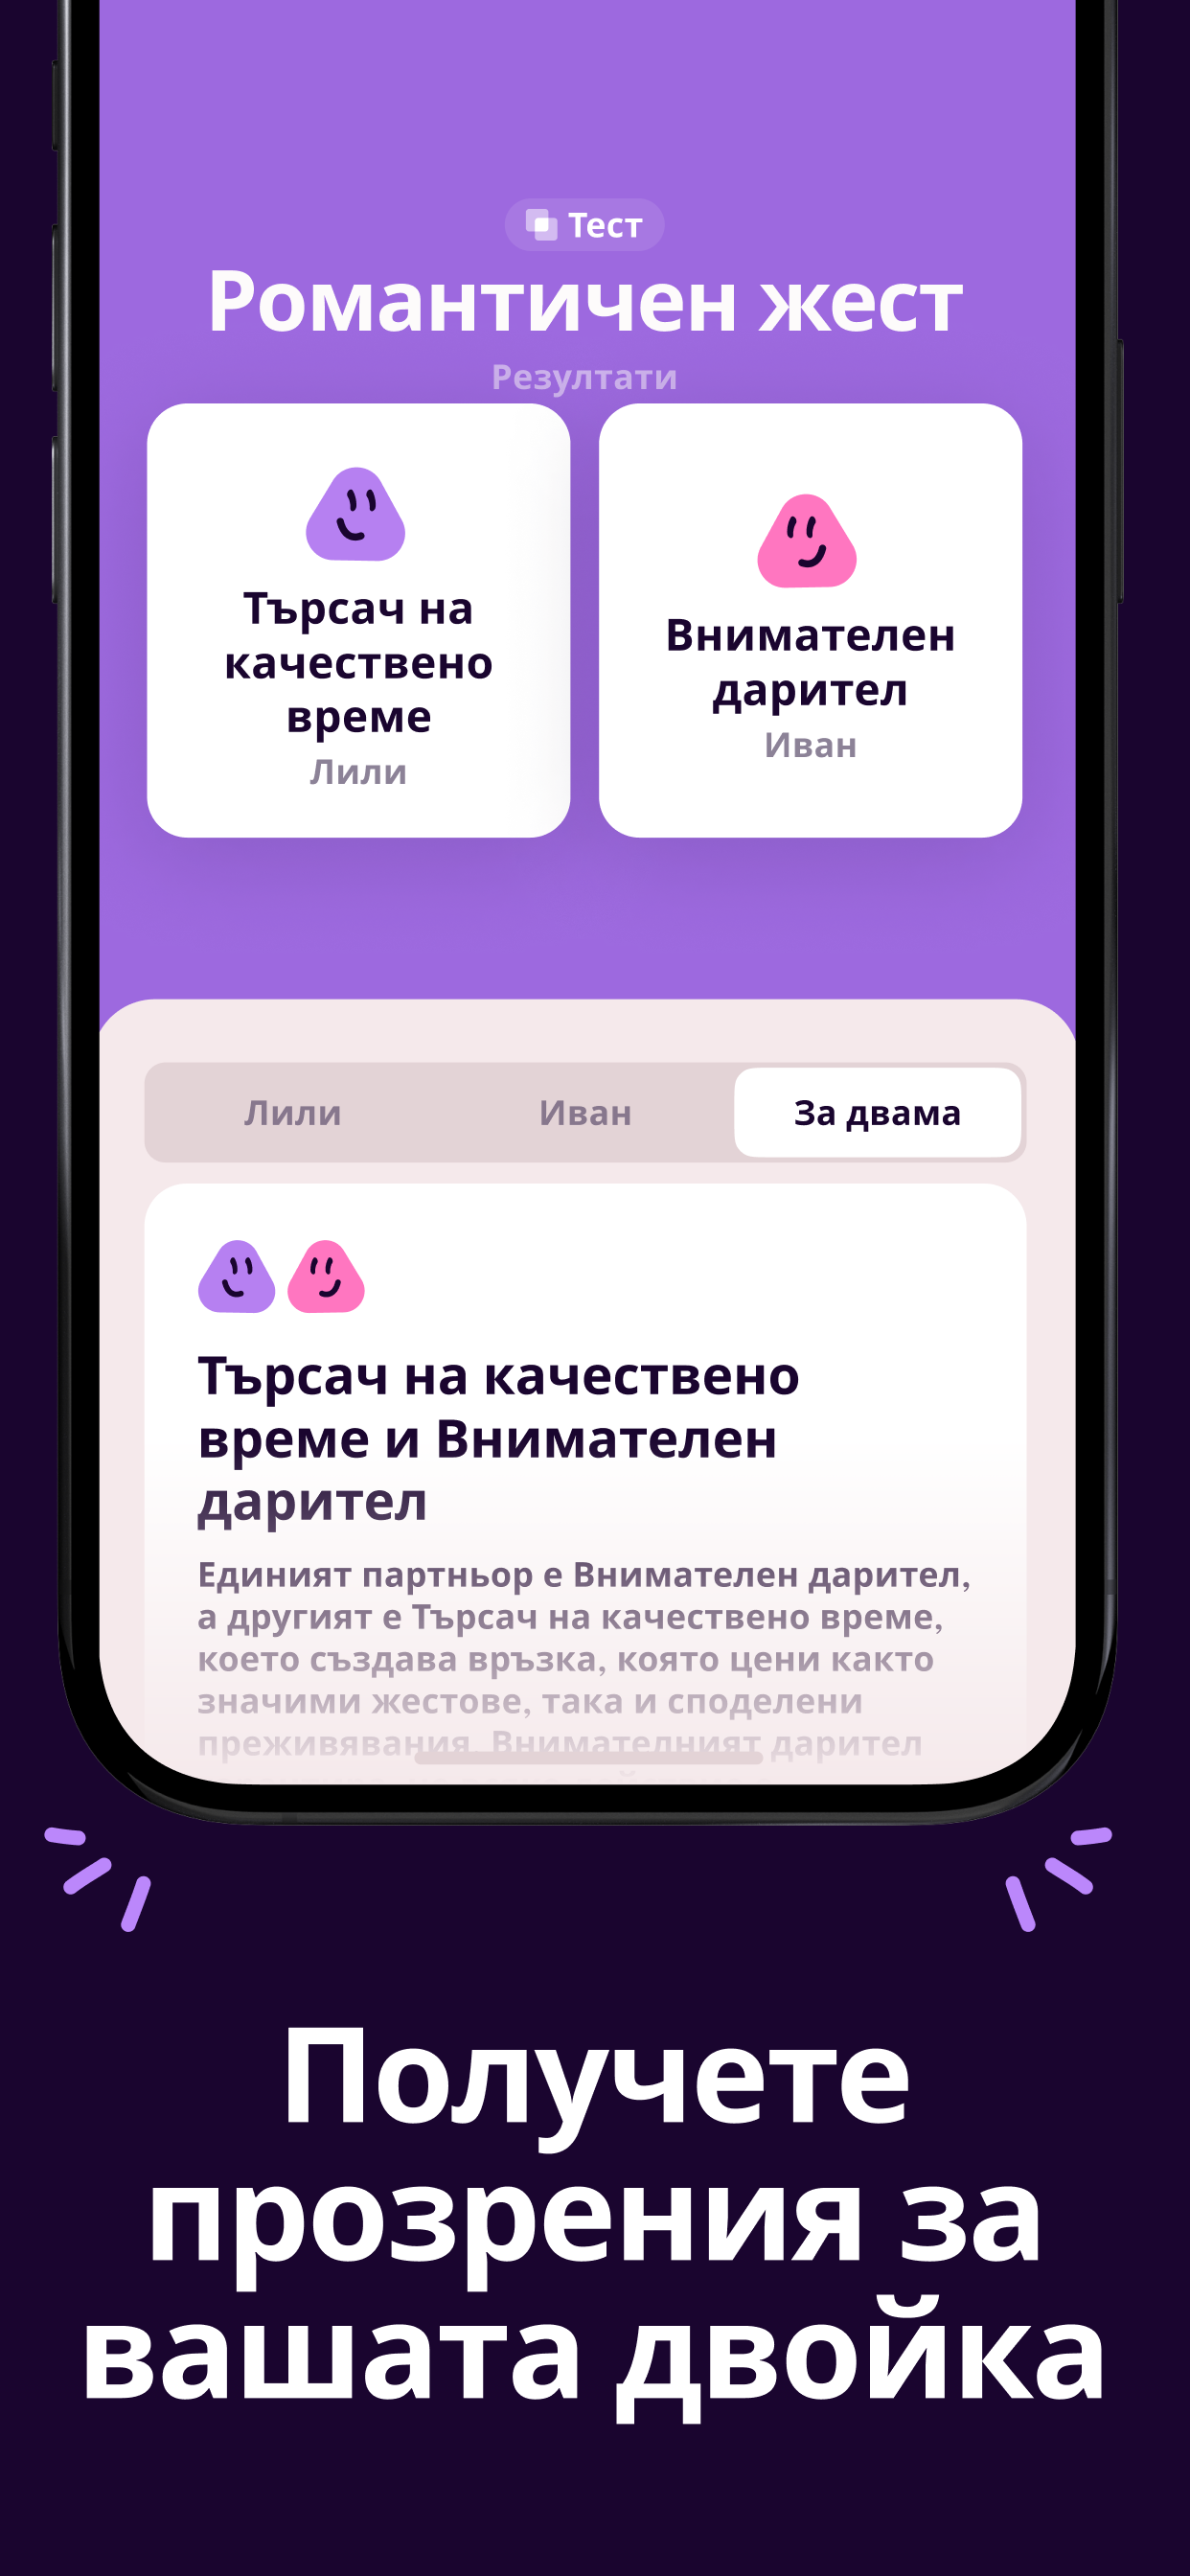 Тест
Романтичен жест
Резултати
Търсач на
качествено
време
Лили
Внимателен
дарител
Иван
Лили
Иван
За двама
Търсач на качествено
време и Внимателен
дарител
Единият партньор е Внимателен дарител,
а другият е Търсач на качествено време,
което създава връзка, която цени както
значими жестове, така и споделени
преживявания. Внимателният дарител
Получете
прозрения за
вашата двойка